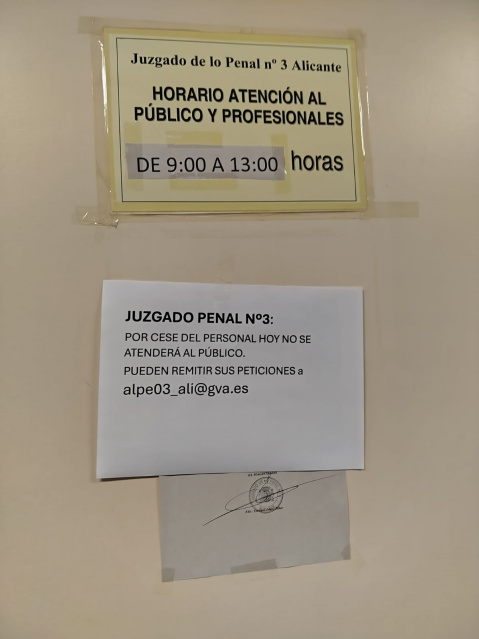 Juzgado de lo Penal nº 3 Alicante
HORARIO ATENCIÓN AL
PÚBLICO Y PROFESIONALES
DE 9:00 A 13:00 horas
JUZGADO PENAL Nº3:
POR CESE DEL PERSONAL HOY NO SE
ATENDERÁ AL PÚBLICO.
PUEDEN REMITIR SUS PETICIONES a
alpe03_ali@gva.es